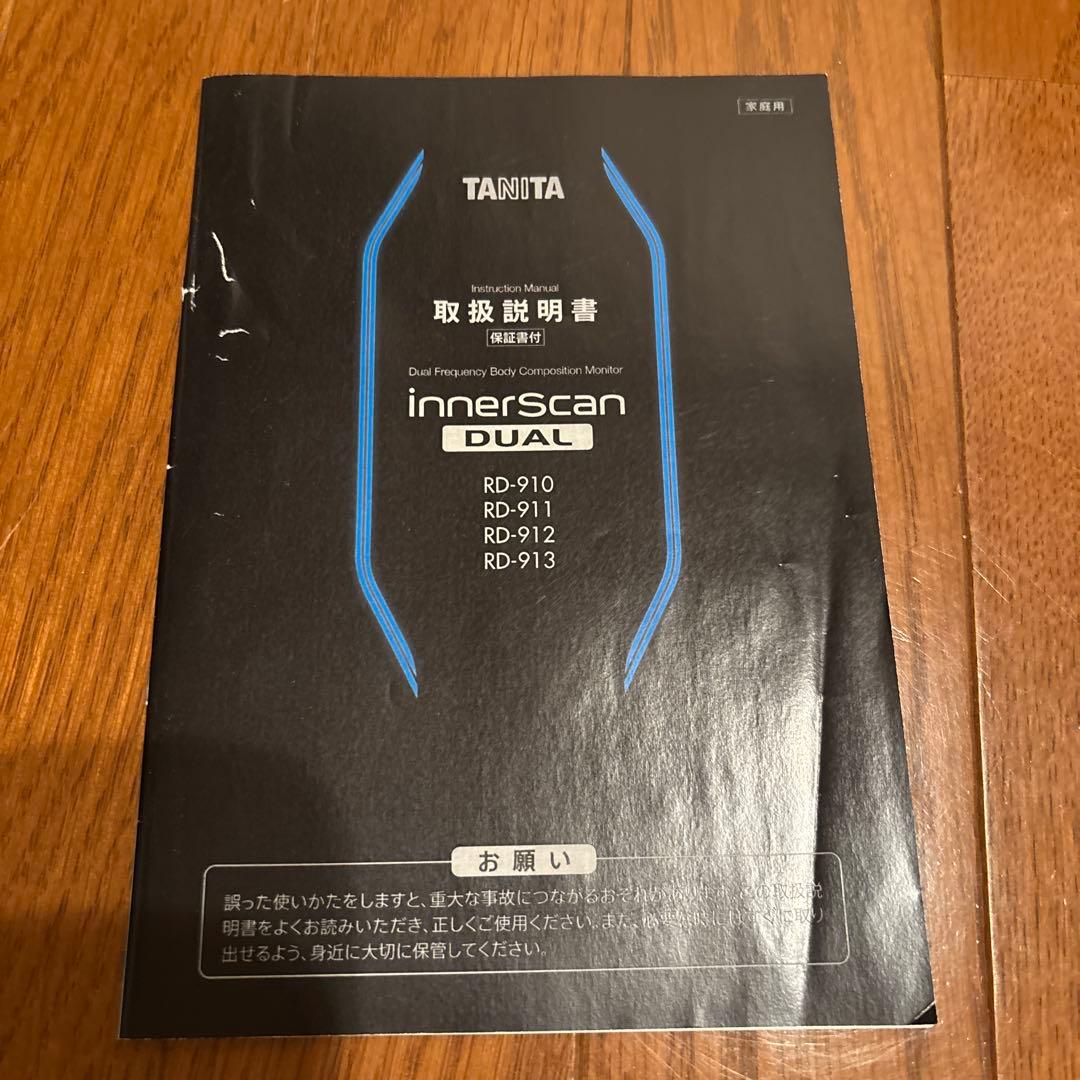 家庭用
TANITA
Instruction Manual
取扱説明書
保証書付
Dual Frequency Body Composition Monitor
innerScan
DUAL
RD-910
RD-911
RD-912
RD-913
お願い
誤った使いかたをしますと、重大な事故につながるおそれがあります。この取扱説
明書をよくお読みいただき、正しくご使用ください。また、必要な時にはすぐに取り
出せるよう、身近に大切に保管してください。